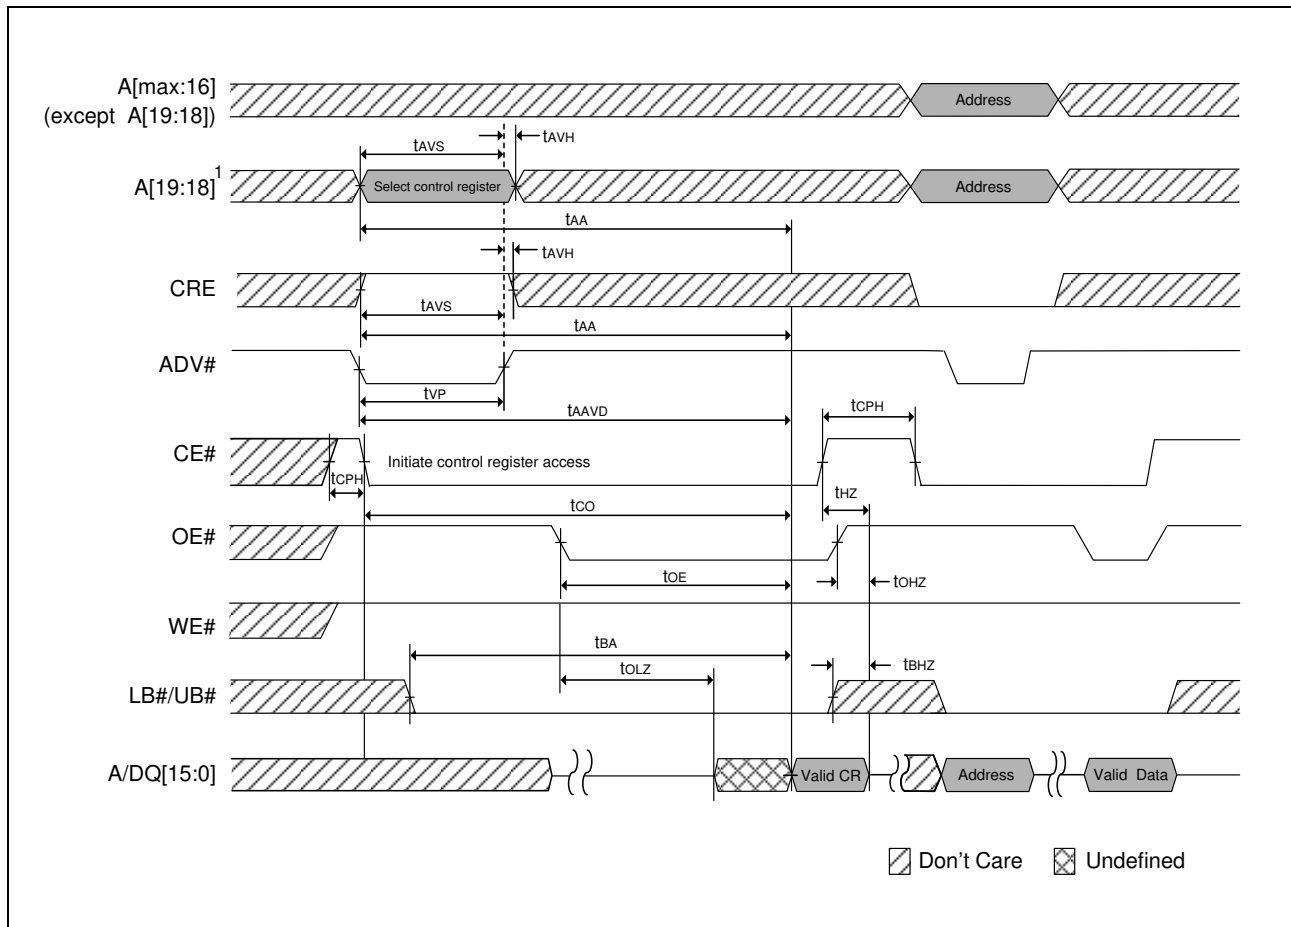 A[max:16]
(except A[19:18])
Address
tAVH
tAVS
A[19:18]1
Select control register
Address
tAA
tAVH
CRE
tAVS
tAA
ADV#
tVP
tAAVD
tCPH
CE#
Initiate control register access
tCPH
tHZ
tCO
OE#
tOE
tOHZ
WE#
tBA
tOLZ
tBHZ
LB#/UB#
A/DQ[15:0]
Valid CR
Address
Valid Data
Don't Care
Undefined